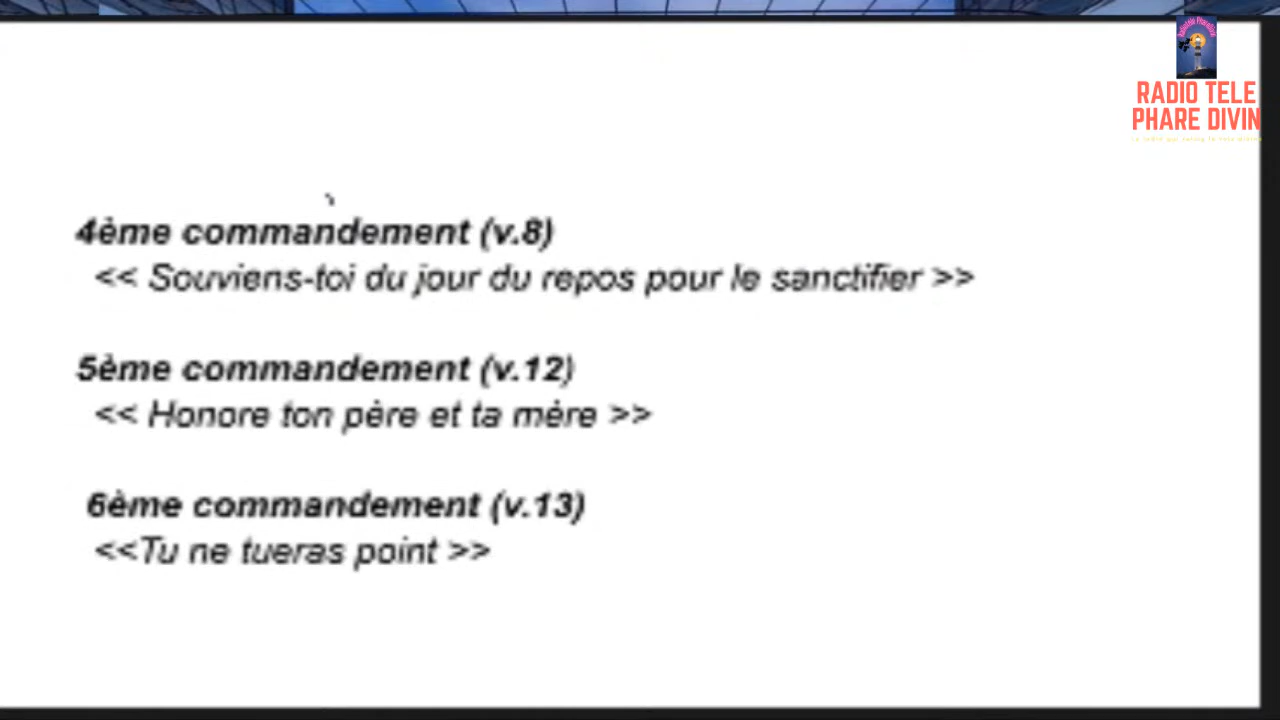 RADIO TELE
PHARE DIVIN
4ème commandement (v.8)
<< Souviens-toi du jour du repos pour le sanctifier >>
5ème commandement (v.12)
<< Honore ton père et ta mère >>
6ème commandement (v.13)
<<Tu ne tueras point >>